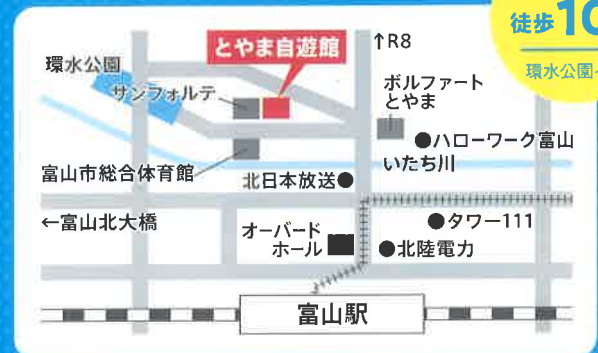 徒歩10
環水公園
↑R8
とやま自遊館
環水公園
サンフォルテ
ボルファート
とやま
●ハローワーク富山
いたち川
富山市総合体育館
北日本放送●
←富山北大橋
●タワー111
オーバード
ホール
●北陸電力
富山駅